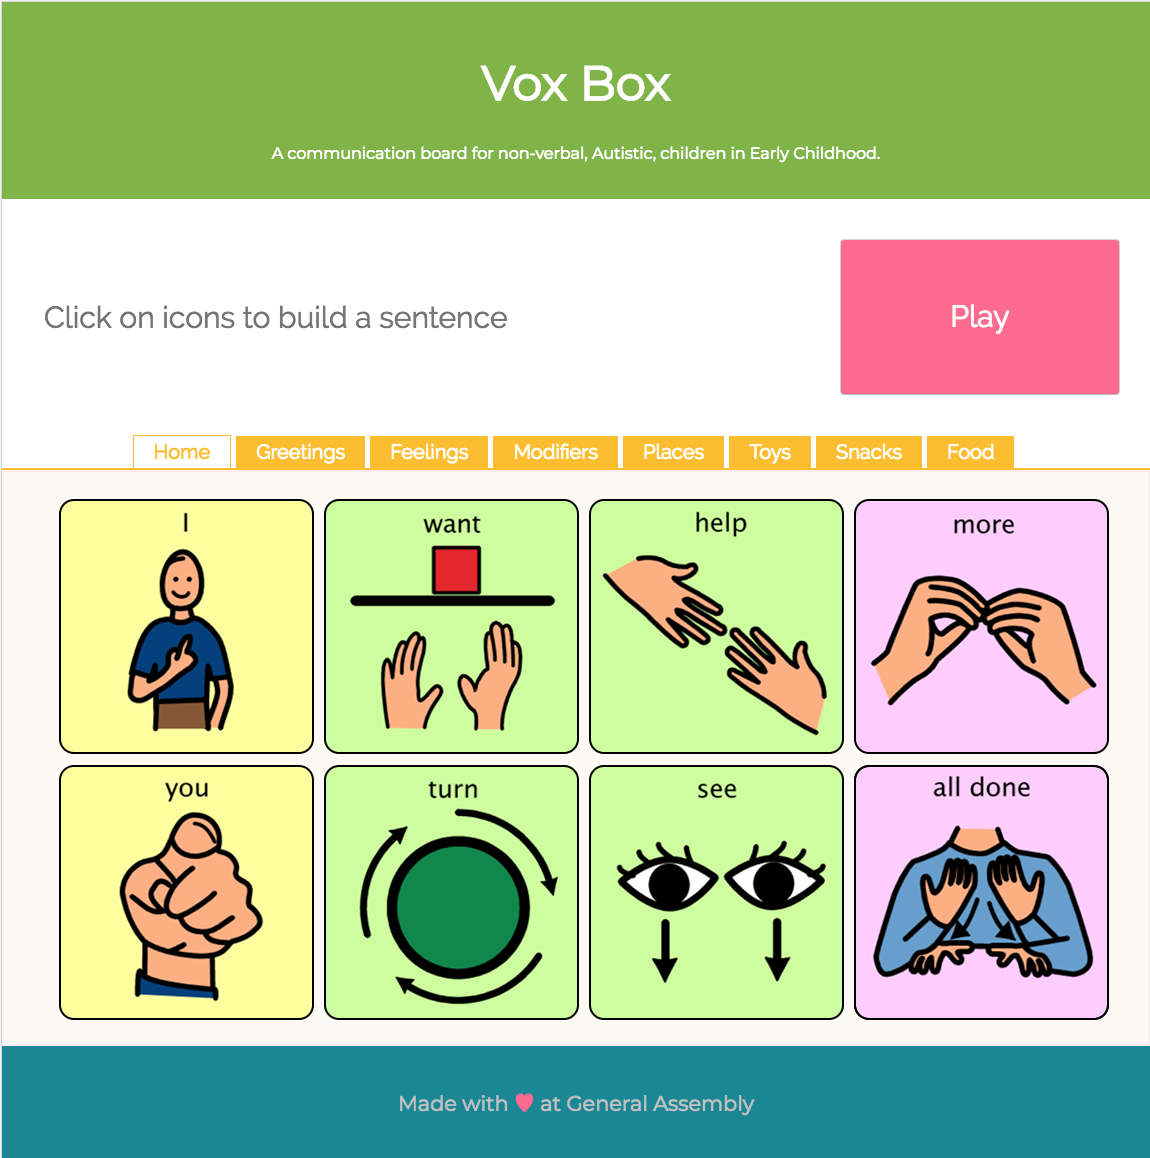 Vox Box
A communication board for non-verbal, Autistic, children in Early Childhood.
Click on icons to build a sentence
Play
Home Greetings Feelings Modifiers Places Toys Snacks Food
I want help more
you turn see all done
Made with ♥ at General Assembly